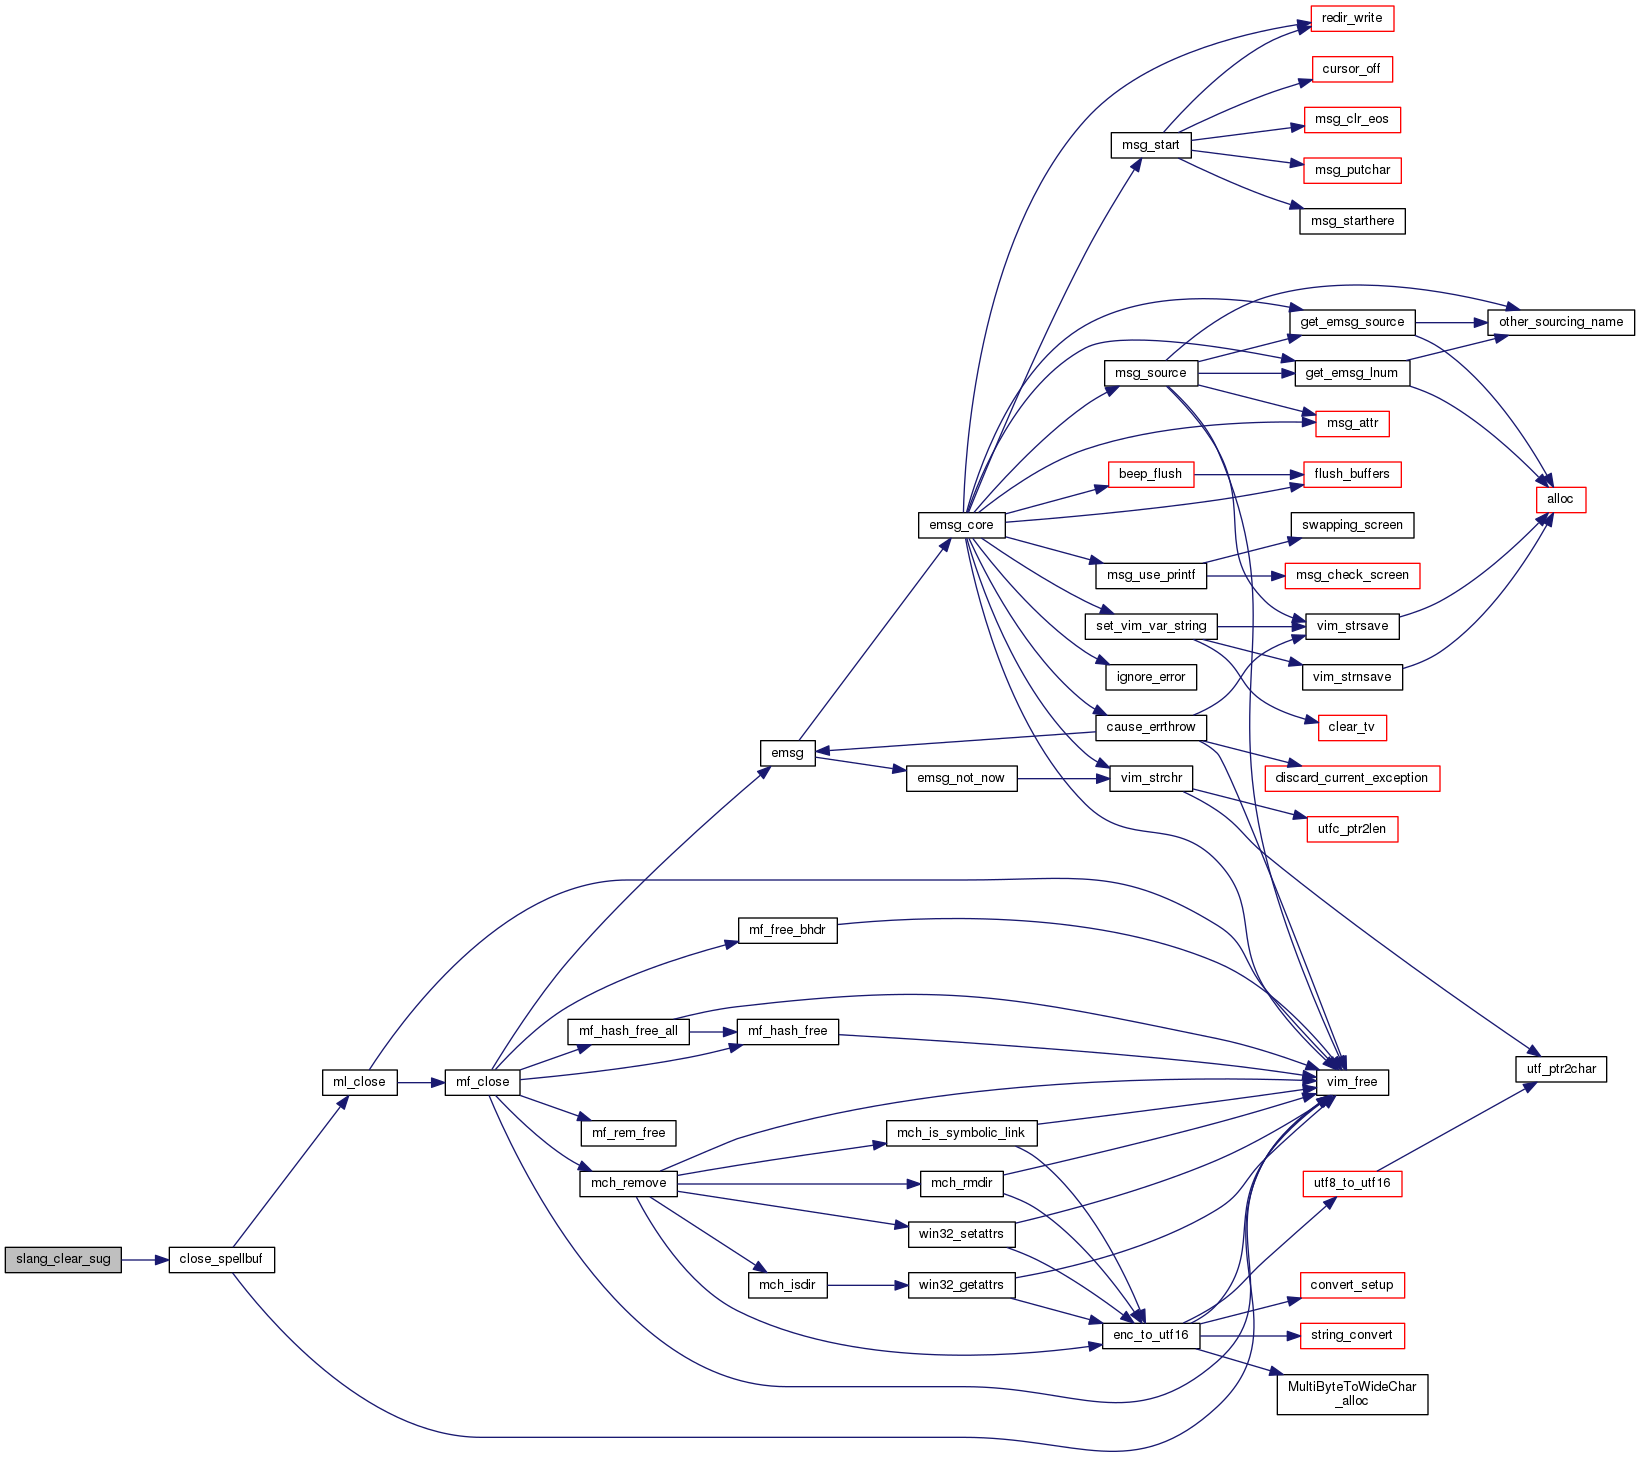 redir_write
cursor_off
msg_clr_eos
msg_start
msg_putchar
msg_starthere
get_emsg_source
other_sourcing_name
msg_source
get_emsg_lnum
msg_attr
beep_flush
flush_buffers
alloc
emsg_core
swapping_screen
msg_use_printf
msg_check_screen
set_vim_var_string
vim_strsave
ignore_error
vim_strnsave
cause_errthrow
clear_tv
emsg
emsg_not_now
vim_strchr
discard_current_exception
utfc_ptr2len
mf_free_bhdr
mf_hash_free_all
mf_hash_free
ml_close
mf_close
vim_free
utf_ptr2char
mf_rem_free
mch_is_symbolic_link
mch_remove
mch_rmdir
utf8_to_utf16
win32_setattrs
slang_clear_sug
close_spellbuf
mch_isdir
win32_getattrs
convert_setup
enc_to_utf16
string_convert
MultiByteToWideChar
_alloc